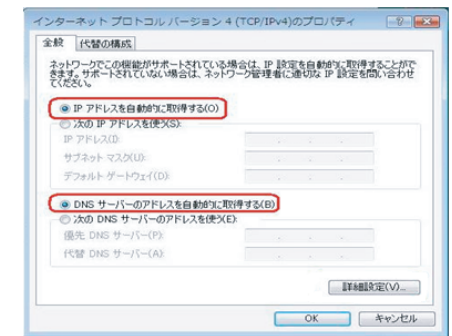 インターネット プロトコル バージョン 4 (TCP/IPv4)のプロパティ
全般 代替の構成
ネットワークでこの機能がサポートされている場合は、IP 設定を自動的に取得することがで
きます。サポートされていない場合は、ネットワーク管理者に適切な IP 設定を問い合わせ
てください。
IP アドレスを自動的に取得する(O)
次の IP アドレスを使う(S):
IP アドレス(I):
サブネット マスク(U):
デフォルト ゲートウェイ(D):
DNS サーバーのアドレスを自動的に取得する(B)
次の DNS サーバーのアドレスを使う(E):
優先 DNS サーバー(P):
代替 DNS サーバー(A):
詳細設定(V)...
OK キャンセル